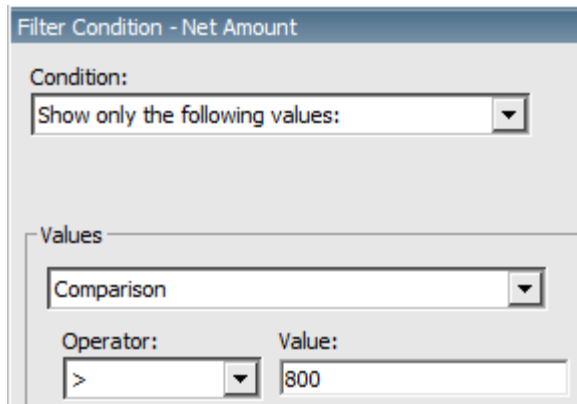 Filter Condition - Net Amount
Condition:
Show only the following values:
Values
Comparison
Operator: Value:
> 800